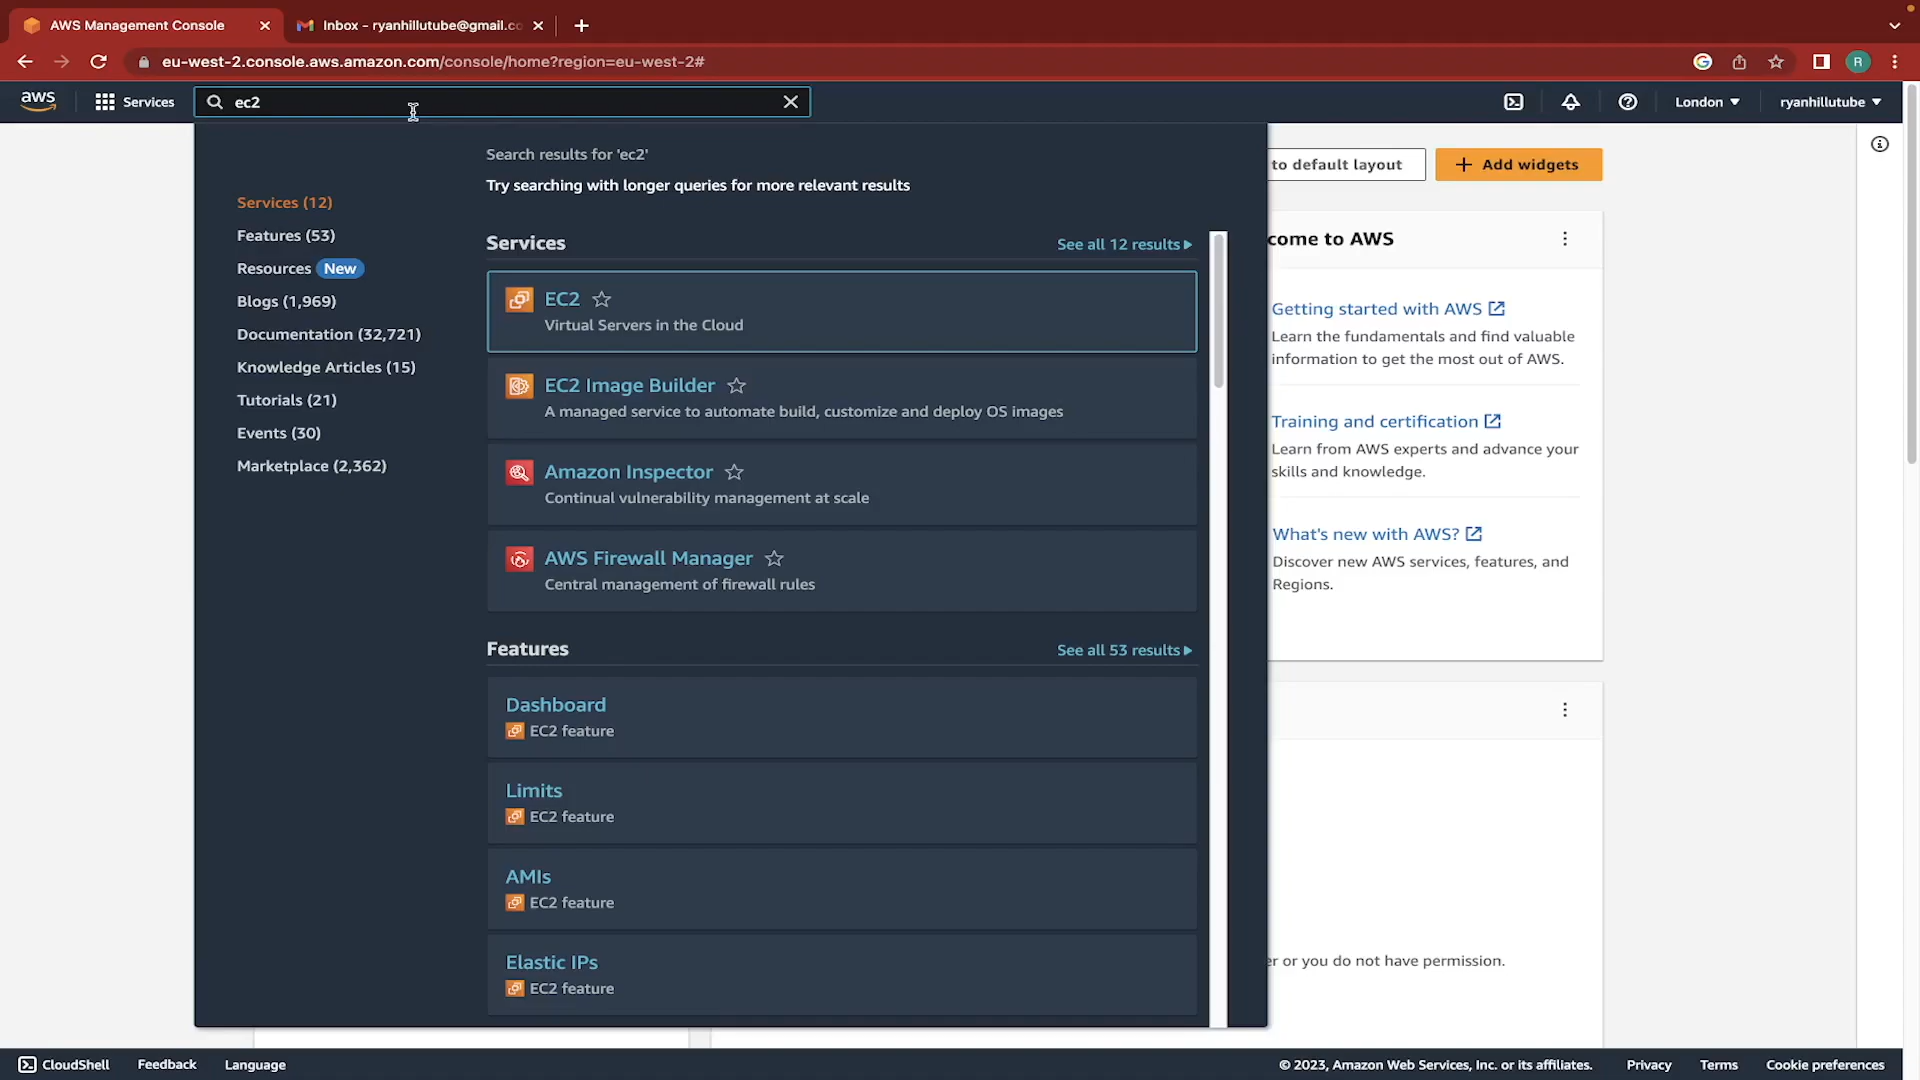 AWS Management Console
Inbox - ryanhillutube@gmail.co
eu-west-2.console.aws.amazon.com/console/home?region=eu-west-2#
R
aws
Services
ec2
London
ryanhillutube
Search results for 'ec2'
Try searching with longer queries for more relevant results
Services (12)
Features (53)
Resources New
Blogs (1,969)
Documentation (32,721)
Knowledge Articles (15)
Tutorials (21)
Events (30)
Marketplace (2,362)
Services
See all 12 results
EC2
Virtual Servers in the Cloud
EC2 Image Builder
A managed service to automate build, customize and deploy OS images
Amazon Inspector
Continual vulnerability management at scale
AWS Firewall Manager
Central management of firewall rules
Features
See all 53 results
Dashboard
EC2 feature
Limits
EC2 feature
AMIs
EC2 feature
Elastic IPs
EC2 feature
to default layout
Add widgets
come to AWS
Getting started with AWS
Learn the fundamentals and find valuable
information to get the most out of AWS.
Training and certification
Learn from AWS experts and advance your
skills and knowledge.
What's new with AWS?
Discover new AWS services, features, and
Regions.
er or you do not have permission.
CloudShell
Feedback
Language
© 2023, Amazon Web Services, Inc. or its affiliates.
Privacy
Terms
Cookie preferences